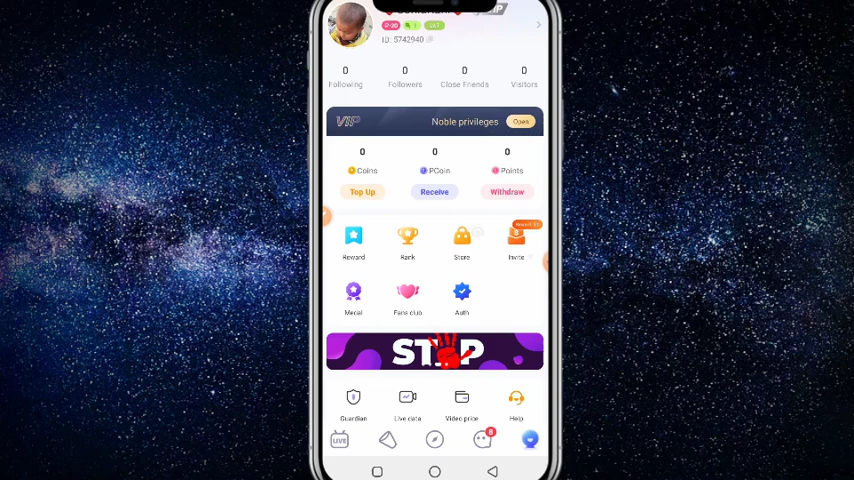 VIP
ID: 5742940
0 0 0 0
Following Followers Close Friends Visitors
VIP Noble privileges Open
0 0 0
Coins PCoin Points
Top Up Receive Withdraw
Reward Rank Store Invite
Medal Fans club Auth
STOP
Guardian Live data Video price Help
LIVE 8